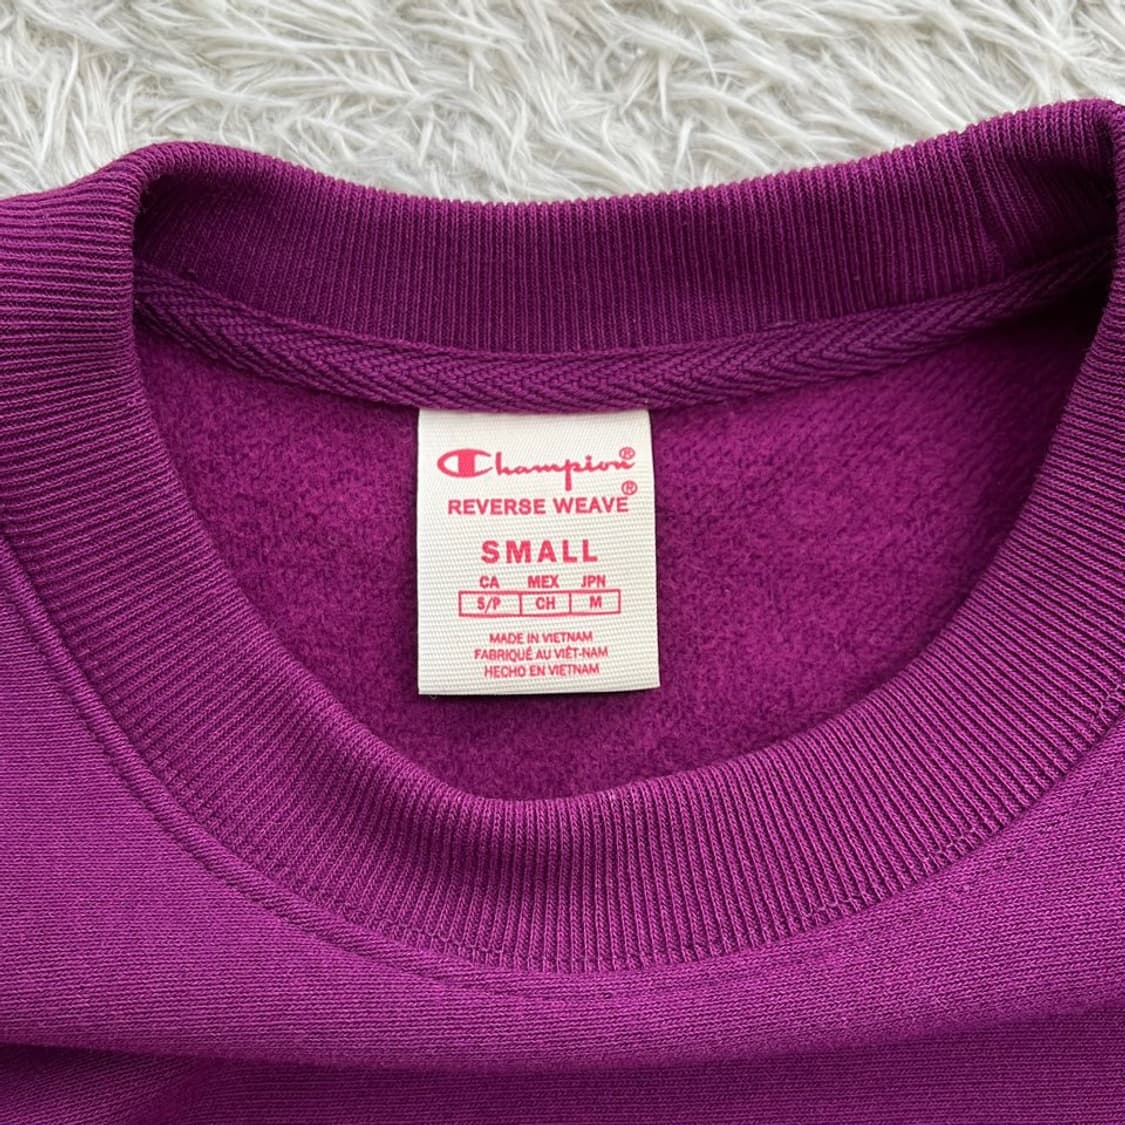 Champion®
REVERSE WEAVE®
SMALL
CA MEX JPN
S/P CH M
MADE IN VIETNAM
FABRIQUÉ AU VIÊT-NAM
HECHO EN VIETNAM